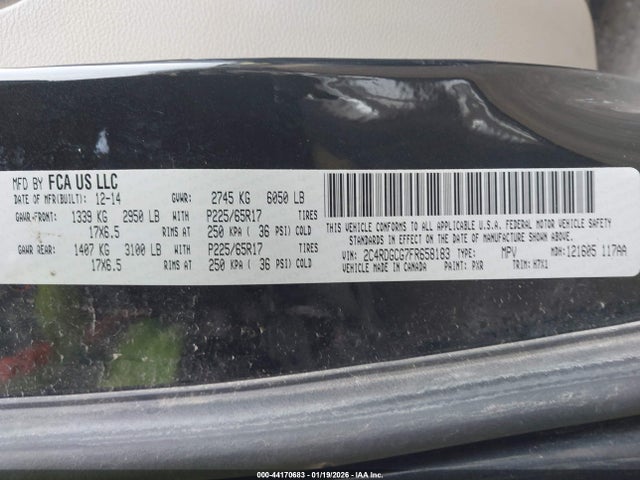 MFD BY FCA US LLC
DATE OF MFR(BUILT): 12-14 GVWR: 2745 KG 6050 LB
GAWR-FRONT: 1339 KG 2950 LB WITH P225/65R17 TIRES
17X6.5 RIMS AT 250 KPA ( 36 PSI) COLD
GAWR REAR: 1407 KG 3100 LB WITH P225/65R17 TIRES
17X6.5 RIMS AT 250 KPA ( 36 PSI) COLD
THIS VEHICLE CONFORMS TO ALL APPLICABLE U.S.A. FEDERAL MOTOR VEHICLE SAFETY
STANDARDS IN EFFECT ON THE DATE OF MANUFACTURE SHOWN ABOVE.
VIN: 2C4RDGCG7FR658183 TYPE: MPV MDH: 121605 117AA
MADE IN CANADA PAINT: PXR TRIM: H7X1
000-44170683 - 01/19/2026 - IAAI.COM